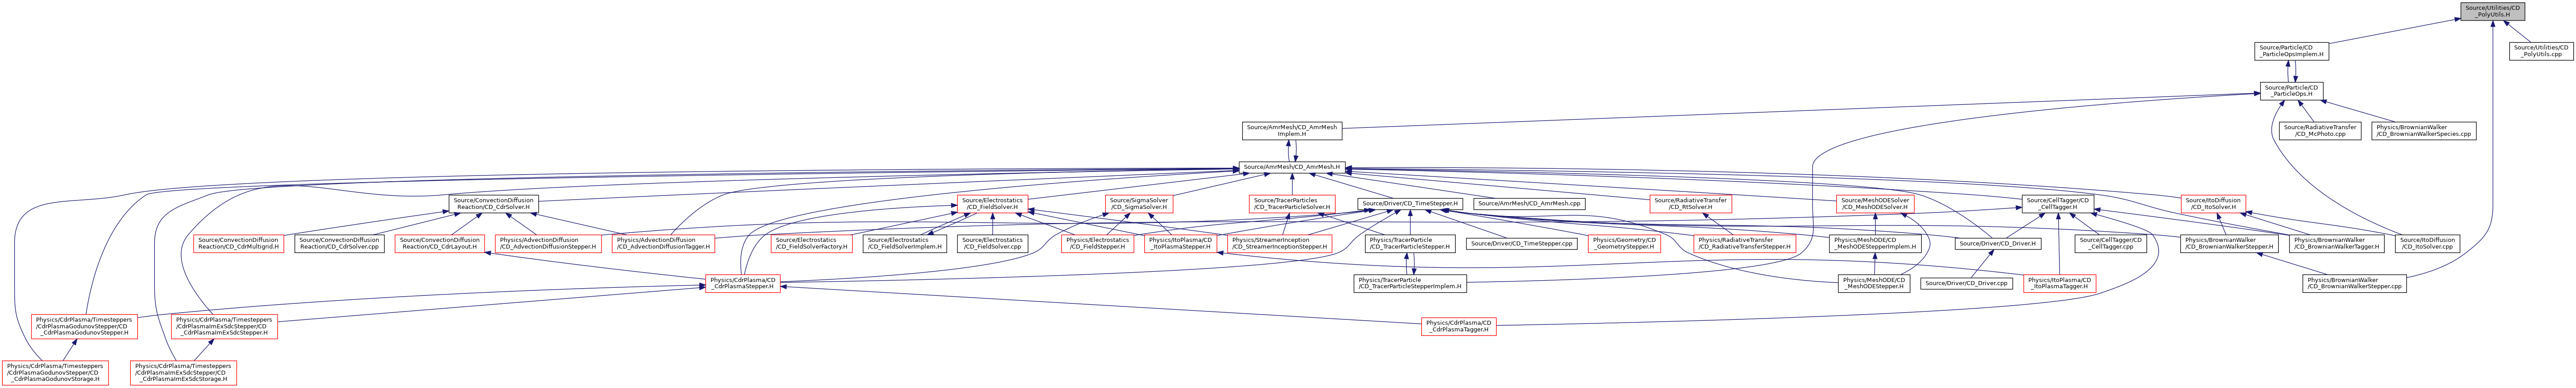 Source/Utilities/CD
_PolyUtils.H
Source/Particle/CD
_ParticleOpsImplem.H
Source/Utilities/CD
_PolyUtils.cpp
Source/Particle/CD
_ParticleOps.H
Source/AmrMesh/CD_AmrMesh
Implem.H
Source/RadiativeTransfer
/CD_McPhoto.cpp
Physics/BrownianWalker
/CD_BrownianWalkerSpecies.cpp
Source/AmrMesh/CD_AmrMesh.H
Source/ConvectionDiffusion
Reaction/CD_CdrSolver.H
Source/Electrostatics
/CD_FieldSolver.H
Source/SigmaSolver
/CD_SigmaSolver.H
Source/TracerParticles
/CD_TracerParticleSolver.H
Source/Driver/CD_TimeStepper.H
Source/AmrMesh/CD_AmrMesh.cpp
Source/RadiativeTransfer
/CD_RtSolver.H
Source/MeshODESolver
/CD_MeshODESolver.H
Source/CellTagger/CD
_CellTagger.H
Source/ItoDiffusion
/CD_ItoSolver.H
Source/ConvectionDiffusion
Reaction/CD_CdrMultigrid.H
Source/ConvectionDiffusion
Reaction/CD_CdrSolver.cpp
Source/ConvectionDiffusion
Reaction/CD_CdrLayout.H
Physics/AdvectionDiffusion
/CD_AdvectionDiffusionStepper.H
Physics/AdvectionDiffusion
/CD_AdvectionDiffusionTagger.H
Source/Electrostatics
/CD_FieldSolverFactory.H
Source/Electrostatics
/CD_FieldSolverImplem.H
Source/Electrostatics
/CD_FieldSolver.cpp
Physics/Electrostatics
/CD_FieldStepper.H
Physics/ItoPlasma/CD
_ItoPlasmaStepper.H
Physics/StreamerInception
/CD_StreamerInceptionStepper.H
Physics/TracerParticle
/CD_TracerParticleStepper.H
Source/Driver/CD_TimeStepper.cpp
Physics/Geometry/CD
_GeometryStepper.H
Physics/RadiativeTransfer
/CD_RadiativeTransferStepper.H
Physics/MeshODE/CD
_MeshODEStepperImplem.H
Source/Driver/CD_Driver.H
Source/CellTagger/CD
_CellTagger.cpp
Physics/BrownianWalker
/CD_BrownianWalkerStepper.H
Physics/BrownianWalker
/CD_BrownianWalkerTagger.H
Source/ItoDiffusion
/CD_ItoSolver.cpp
Physics/CdrPlasma/CD
_CdrPlasmaStepper.H
Physics/TracerParticle
/CD_TracerParticleStepperImplem.H
Physics/MeshODE/CD
_MeshODEStepper.H
Source/Driver/CD_Driver.cpp
Physics/ItoPlasma/CD
_ItoPlasmaTagger.H
Physics/BrownianWalker
/CD_BrownianWalkerStepper.cpp
Physics/CdrPlasma/Timesteppers
/CdrPlasmaGodunovStepper/CD
_CdrPlasmaGodunovStepper.H
Physics/CdrPlasma/Timesteppers
/CdrPlasmaImExSdcStepper/CD
_CdrPlasmaImExSdcStepper.H
Physics/CdrPlasma/CD
_CdrPlasmaTagger.H
Physics/CdrPlasma/Timesteppers
/CdrPlasmaGodunovStepper/CD
_CdrPlasmaGodunovStorage.H
Physics/CdrPlasma/Timesteppers
/CdrPlasmaImExSdcStepper/CD
_CdrPlasmaImExSdcStorage.H